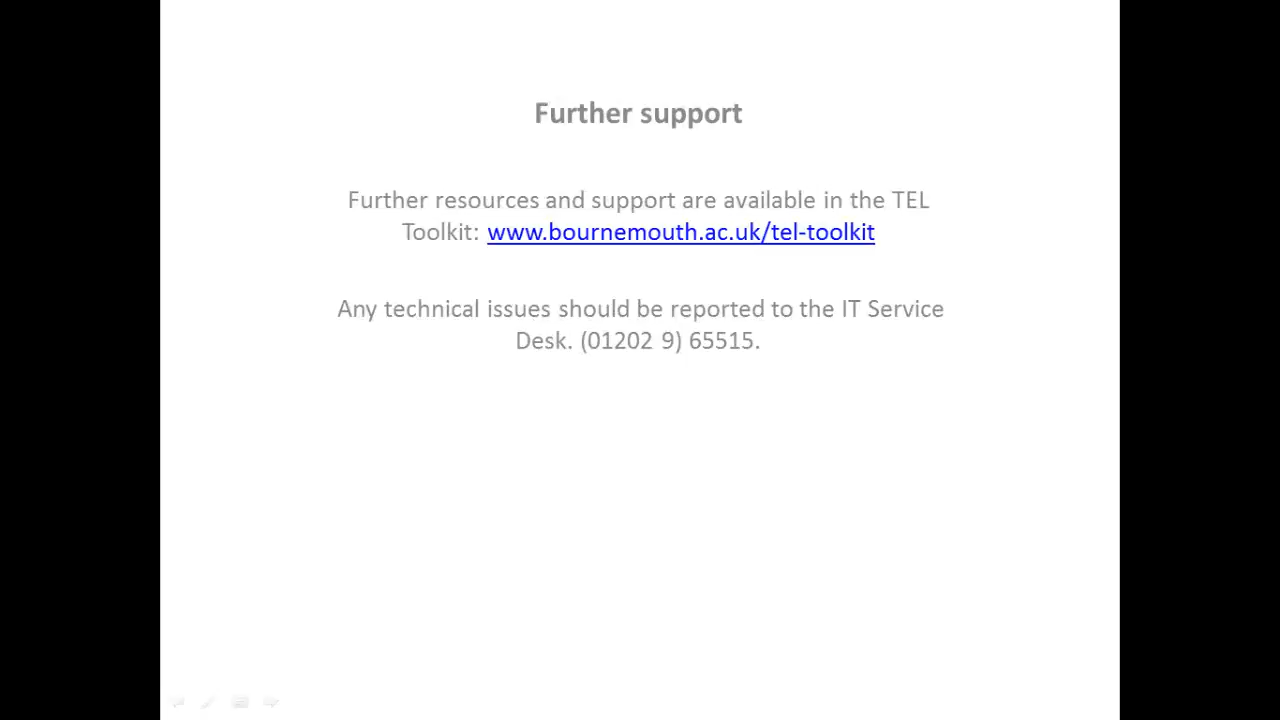 Further support
Further resources and support are available in the TEL
Toolkit: www.bournemouth.ac.uk/tel-toolkit
Any technical issues should be reported to the IT Service
Desk. (01202 9) 65515.